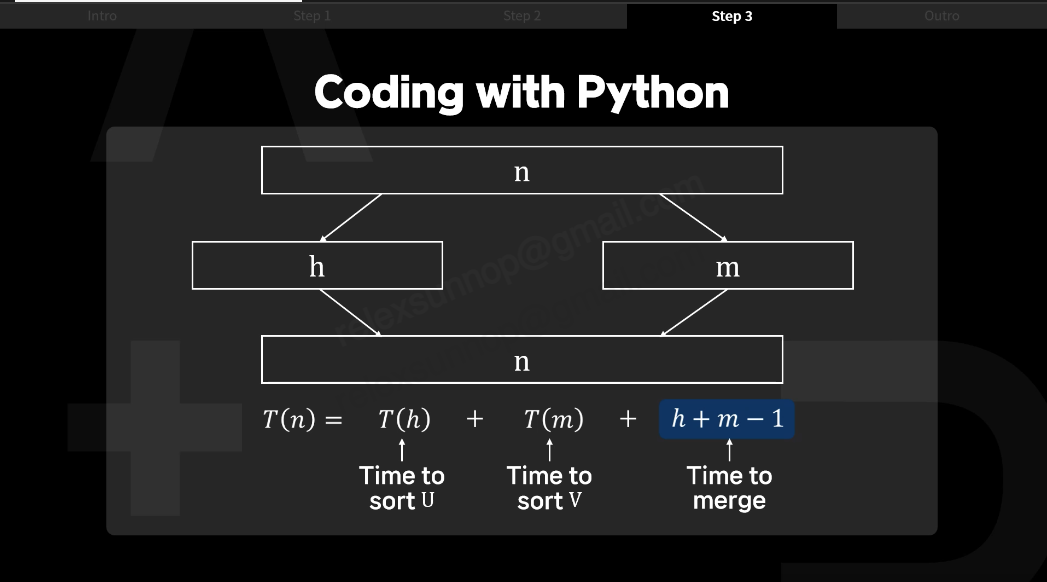 Intro Step 1 Step 2 Step 3 Outro
Coding with Python
n
h m
n
T(n) = T(h) + T(m) + h + m − 1
Time to sort U
Time to sort V
Time to merge
relexsunnop@gmail.com